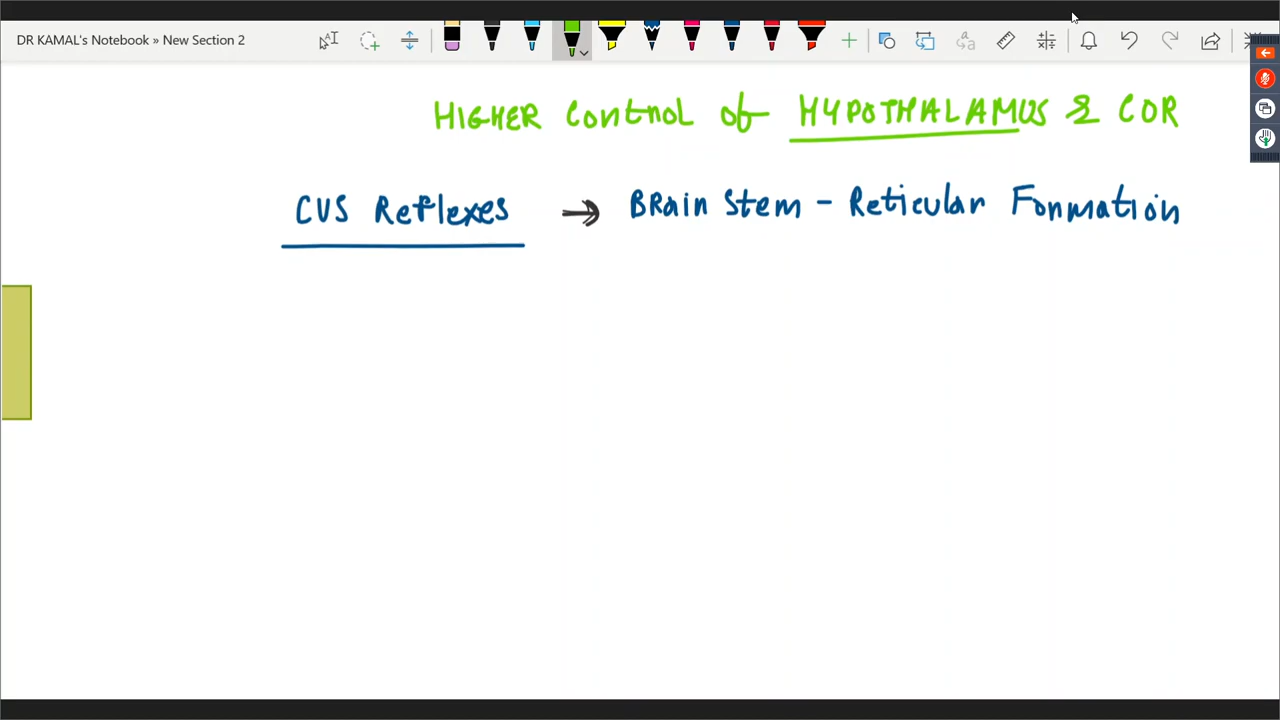 DR KAMAL's Notebook » New Section 2
HIGHER Control of HYPOTHALAMUS & COR
CVS Reflexes → BRain Stem - Reticular Formation